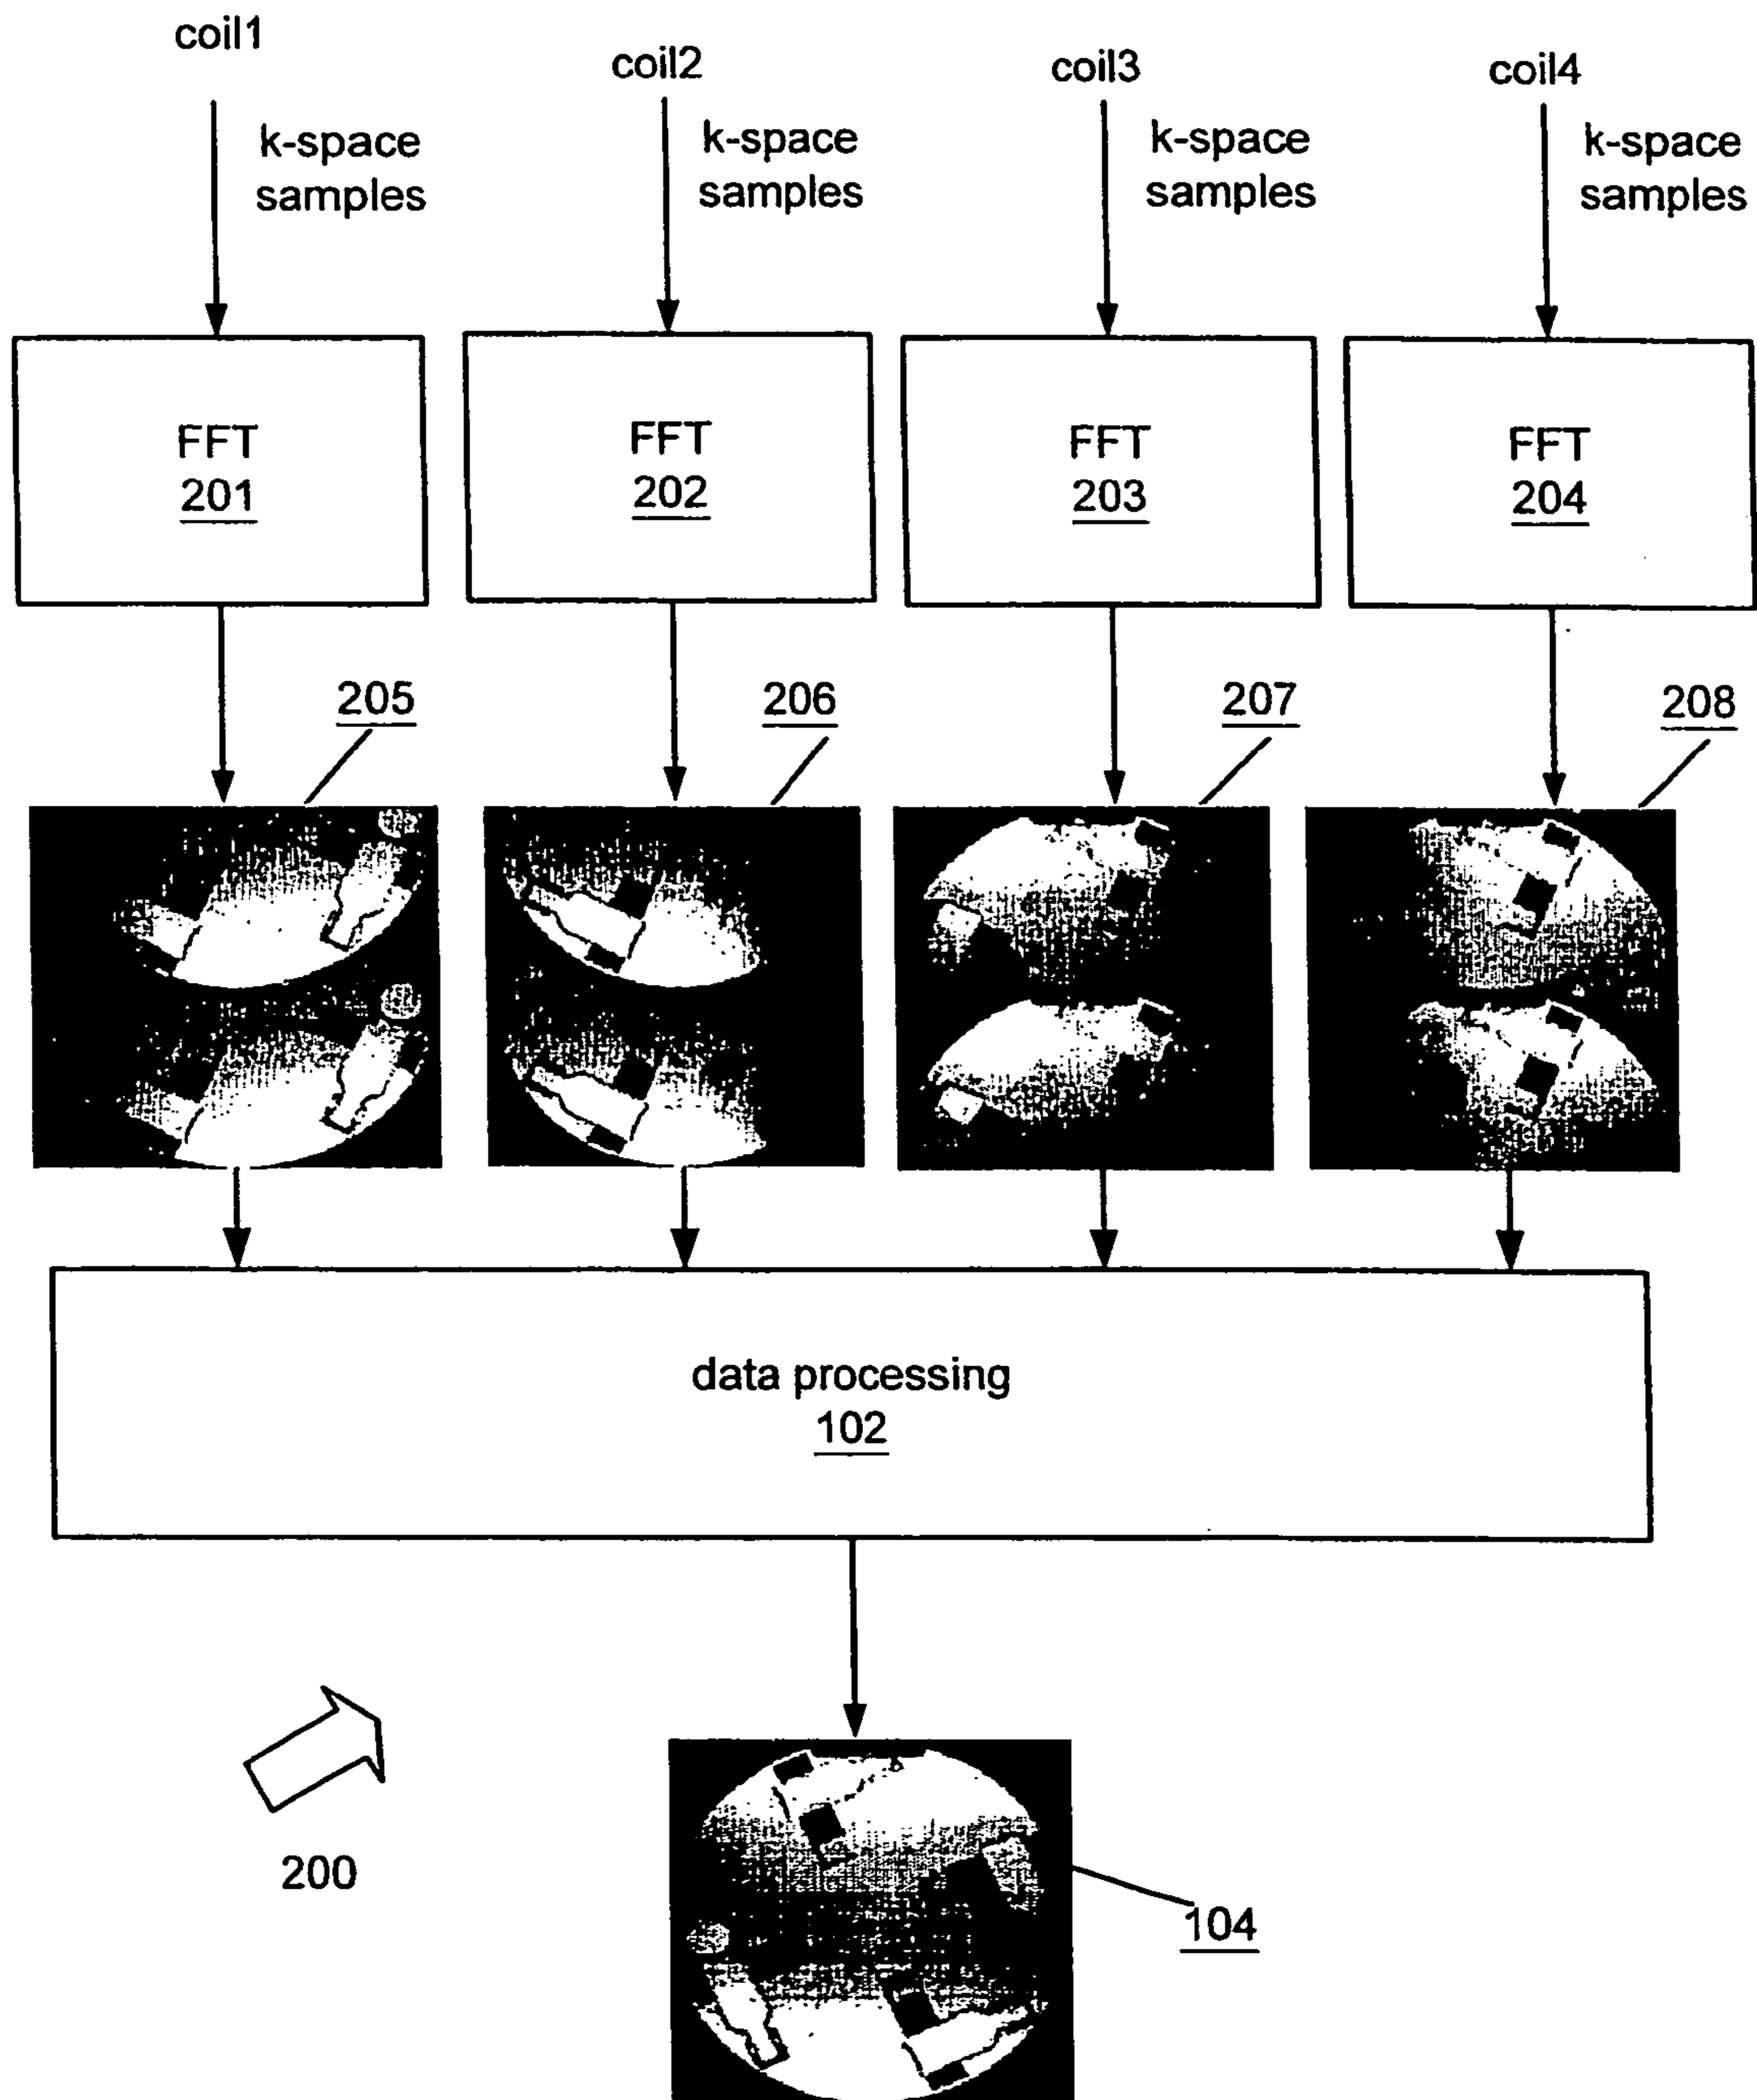 coil1
coil2
coil3
coil4
k-space
samples
k-space
samples
k-space
samples
k-space
samples
FFT
201
FFT
202
FFT
203
FFT
204
205
206
207
208
data processing
102
200
104